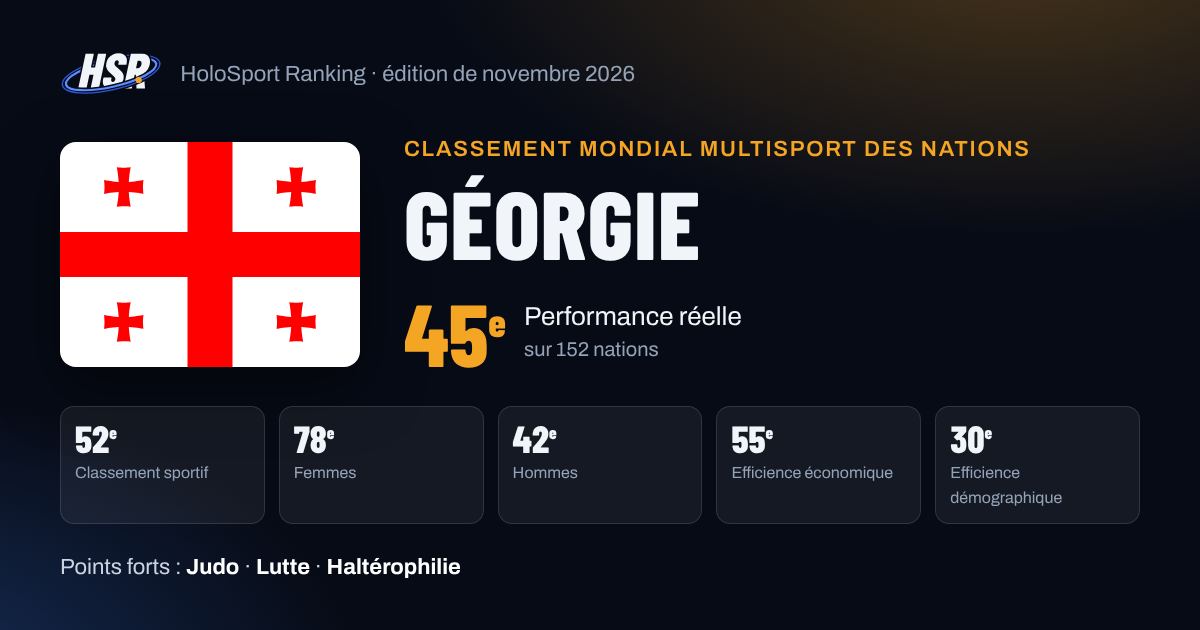 HSR
HoloSport Ranking · édition de novembre 2026
CLASSEMENT MONDIAL MULTISPORT DES NATIONS
GÉORGIE
45e
Performance réelle
sur 152 nations
52e
Classement sportif
78e
Femmes
42e
Hommes
55e
Efficience économique
30e
Efficience
démographique
Points forts : Judo · Lutte · Haltérophilie